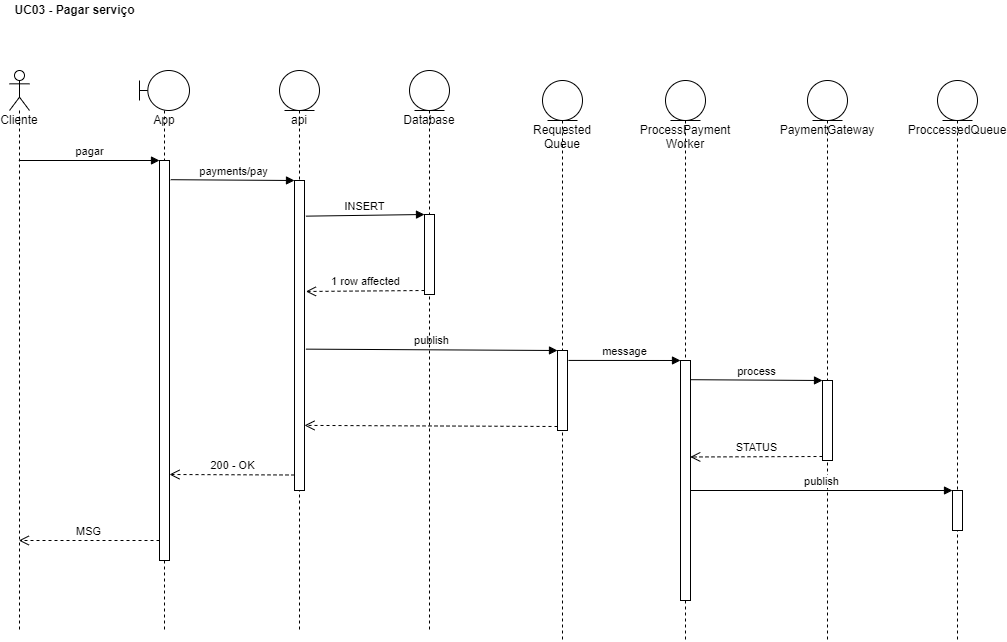 UC03 - Pagar serviço
Cliente
App
api
Database
Requested
Queue
ProcessPayment
Worker
PaymentGateway
ProccessedQueue
pagar
payments/pay
INSERT
1 row affected
publish
message
process
STATUS
200 - OK
publish
MSG